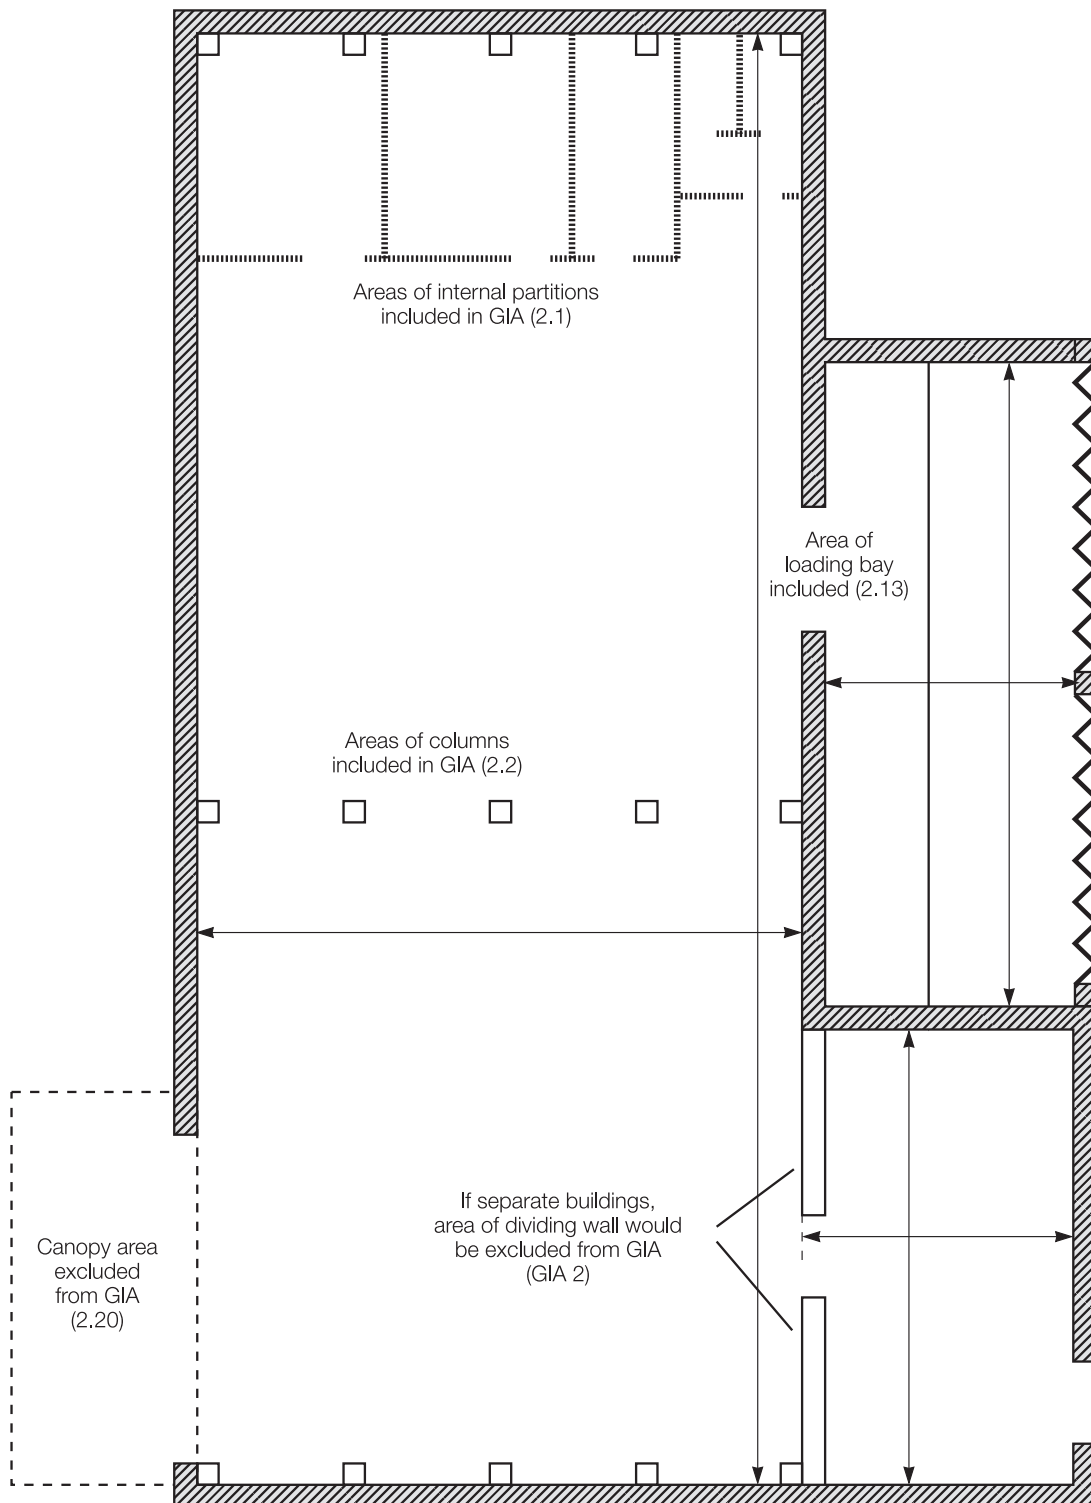 Areas of internal partitions
included in GIA (2.1)
Area of
loading bay
included (2.13)
Areas of columns
included in GIA (2.2)
If separate buildings,
area of dividing wall would
be excluded from GIA
(GIA 2)
Canopy area
excluded
from GIA
(2.20)